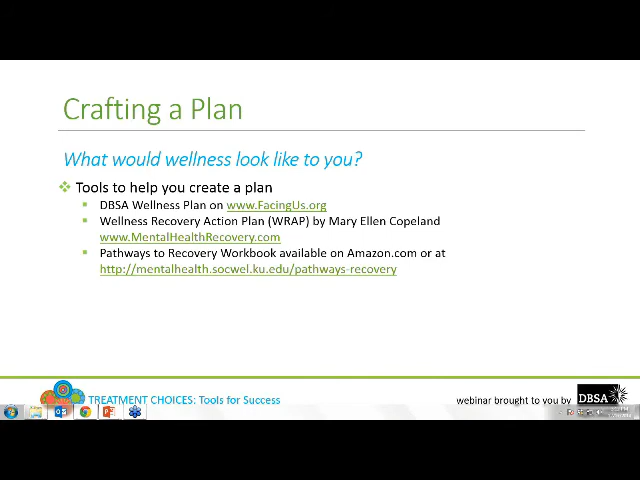 Crafting a Plan
What would wellness look like to you?
Tools to help you create a plan
DBSA Wellness Plan on www.FacingUs.org
Wellness Recovery Action Plan (WRAP) by Mary Ellen Copeland
www.MentalHealthRecovery.com
Pathways to Recovery Workbook available on Amazon.com or at
http://mentalhealth.socwel.ku.edu/pathways-recovery
TREATMENT CHOICES: Tools for Success
webinar brought to you by DBSA